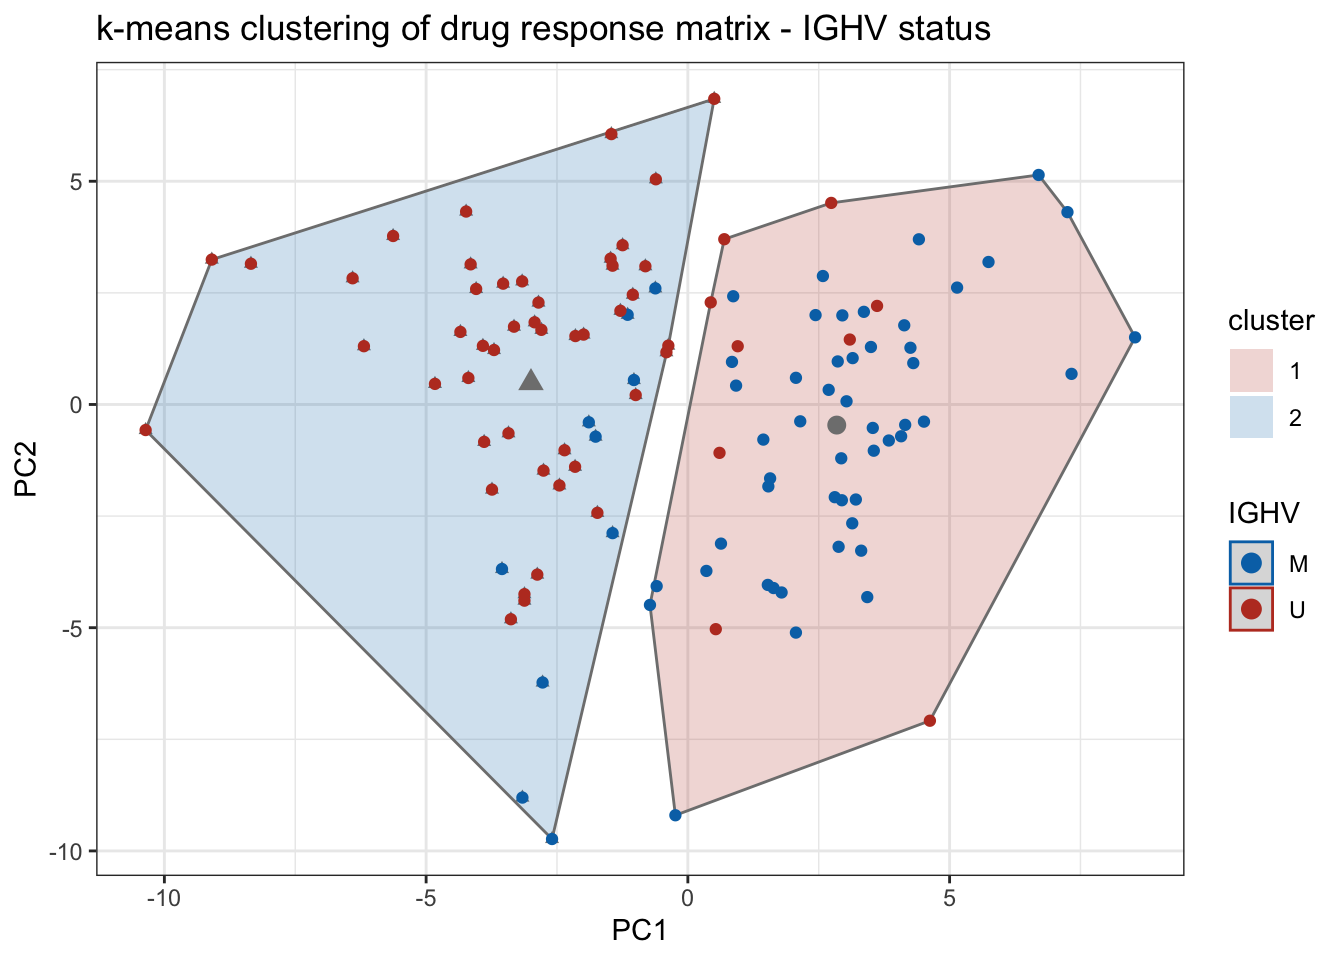 k-means clustering of drug response matrix - IGHV status
5
0
-5
-10
PC2
-10
-5
0
5
PC1
cluster
1
2
IGHV
M
U